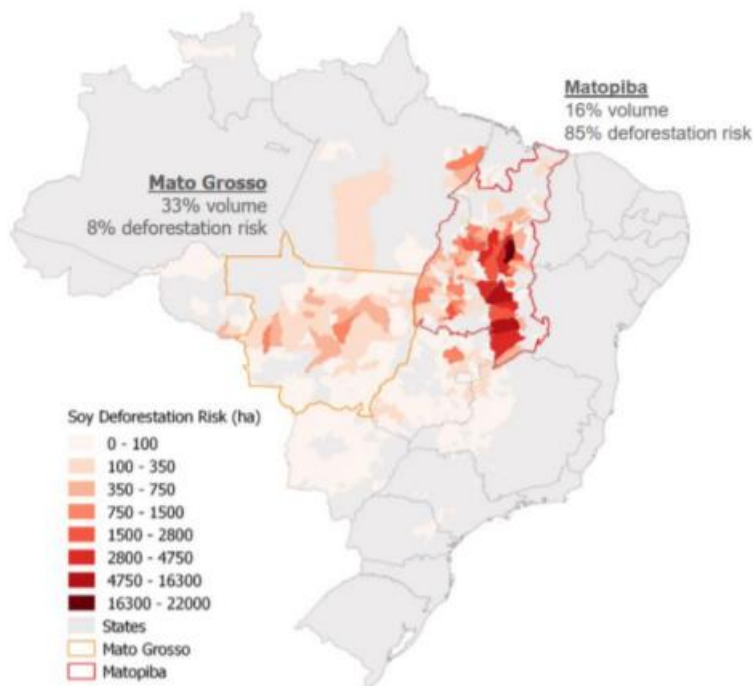 Matopiba
16% volume
85% deforestation risk
Mato Grosso
33% volume
8% deforestation risk
Soy Deforestation Risk (ha)
0 - 100
100 - 350
350 - 750
750 - 1500
1500 - 2800
2800 - 4750
4750 - 16300
16300 - 22000
States
Mato Grosso
Matopiba